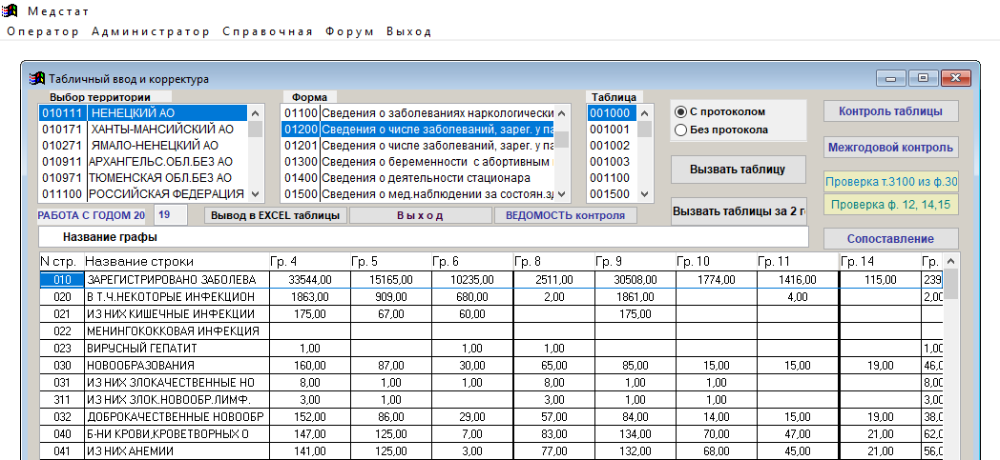 Медстат
Оператор Администратор Справочная Форум Выход
Табличный ввод и корректура
Выбор территории Форма Таблица
010111 НЕНЕЦКИЙ АО
010171 ХАНТЫ-МАНСИЙСКИЙ АО
010271 ЯМАЛО-НЕНЕЦКИЙ АО
010911 АРХАНГЕЛЬС.ОБЛ.БЕЗ АО
010971 ТЮМЕНСКАЯ ОБЛ.БЕЗ АО
011100 РОССИЙСКАЯ ФЕДЕРАЦИЯ
01100 Сведения о заболеваниях наркологически
01200 Сведения о числе заболеваний, зарег. у па
01201 Сведения о числе заболеваний, зарег. у па
01300 Сведения о беременности с абортивным
01400 Сведения о деятельности стационара
01500 Сведения о мед.наблюдении за состоян.з
001000
001001
001002
001003
001100
001500
С протоколом
Без протокола
Вызвать таблицу
Вызвать таблицы за 2 г
Контроль таблицы
Межгодовой контроль
Проверка т.3100 из ф.30
Проверка ф. 12, 14,15
Сопоставление
РАБОТА С ГОДОМ 20 19 Вывод в EXCEL таблицы Выход ВЕДОМОСТЬ контроля
Название графы
N стр. Название строки Гр. 4 Гр. 5 Гр. 6 Гр. 8 Гр. 9 Гр. 10 Гр. 11 Гр. 14 Гр.
010 ЗАРЕГИСТРИРОВАНО ЗАБОЛЕВА 33544,00 15165,00 10235,00 2511,00 30508,00 1774,00 1416,00 115,00 239
020 В Т.Ч.НЕКОТОРЫЕ ИНФЕКЦИОН 1863,00 909,00 680,00 2,00 1861,00 4,00 2,00
021 ИЗ НИХ КИШЕЧНЫЕ ИНФЕКЦИИ 175,00 67,00 60,00 175,00
022 МЕНИНГОКОККОВАЯ ИНФЕКЦИЯ
023 ВИРУСНЫЙ ГЕПАТИТ 1,00 1,00 1,00 1,00
030 НОВООБРАЗОВАНИЯ 160,00 87,00 30,00 65,00 85,00 15,00 15,00 19,00 46,0
031 ИЗ НИХ ЗЛОКАЧЕСТВЕННЫЕ НО 8,00 1,00 1,00 8,00 1,00 1,00 8,00
311 ИЗ НИХ ЗЛОК.НОВООБР.ЛИМФ. 3,00 1,00 3,00 1,00 1,00 3,00
032 ДОБРОКАЧЕСТВЕННЫЕ НОВООБР 152,00 86,00 29,00 57,00 84,00 14,00 15,00 19,00 38,0
040 Б-НИ КРОВИ,КРОВЕТВОРНЫХ О 147,00 125,00 7,00 83,00 134,00 70,00 47,00 21,00 62,0
041 ИЗ НИХ АНЕМИИ 141,00 125,00 3,00 77,00 132,00 68,00 45,00 21,00 56,0